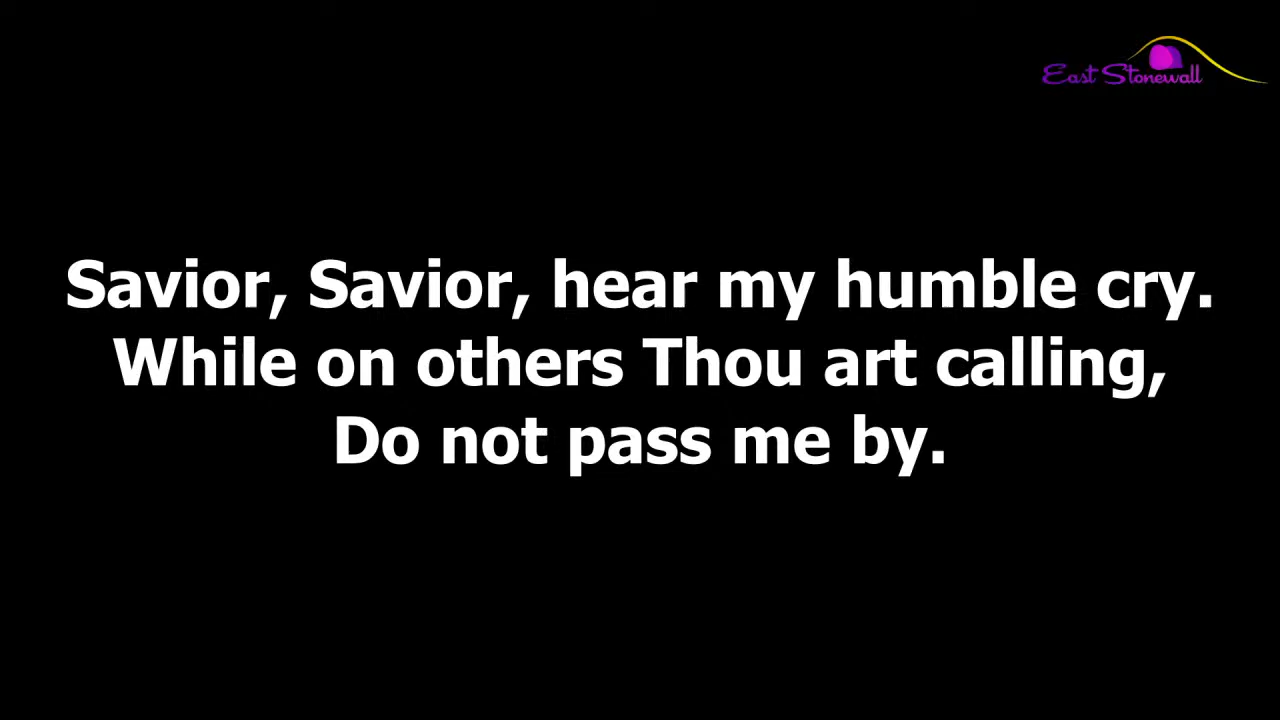 East Stonewall
Savior, Savior, hear my humble cry.
While on others Thou art calling,
Do not pass me by.